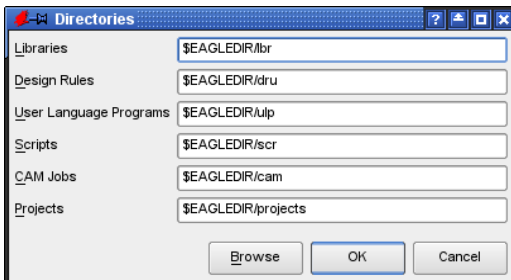 Directories
Libraries $EAGLEDIR/lbr
Design Rules $EAGLEDIR/dru
User Language Programs $EAGLEDIR/ulp
Scripts $EAGLEDIR/scr
CAM Jobs $EAGLEDIR/cam
Projects $EAGLEDIR/projects
Browse OK Cancel